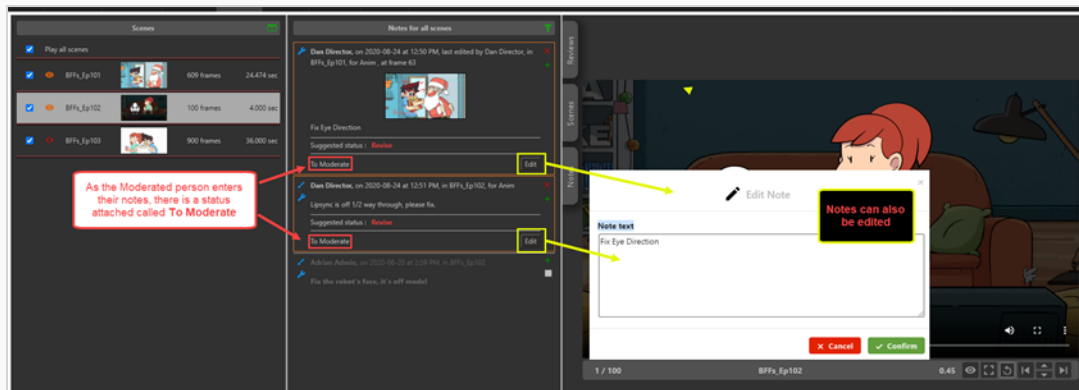 Scenes
Play all scenes
BFFs_Ep101 609 frames 24.474 sec
BFFs_Ep102 100 frames 4.000 sec
BFFs_Ep103 900 frames 36.000 sec
As the Moderated person enters
their notes, there is a status
attached called To Moderate
Notes for all scenes
Dan Director, on 2020-08-24 at 12:50 PM, last edited by Dan Director, in
BFFs_Ep101, for Anim , at frame 63
Fix Eye Direction
Suggested status : Revise
To Moderate Edit
Dan Director, on 2020-08-24 at 12:51 PM, in BFFs_Ep102, for Anim
Lipsync is off 1/2 way through, please fix.
Suggested status : Revise
To Moderate Edit
Adrian Admin, on 2020-08-20 at 2:09 PM, in BFFs_Ep102
Fix the robot's face, it's off model
Reviews
Scenes
Edit Note
Notes can also
be edited
Note text
Fix Eye Direction
Cancel Confirm
1 / 100 BFFs_Ep102 0.45